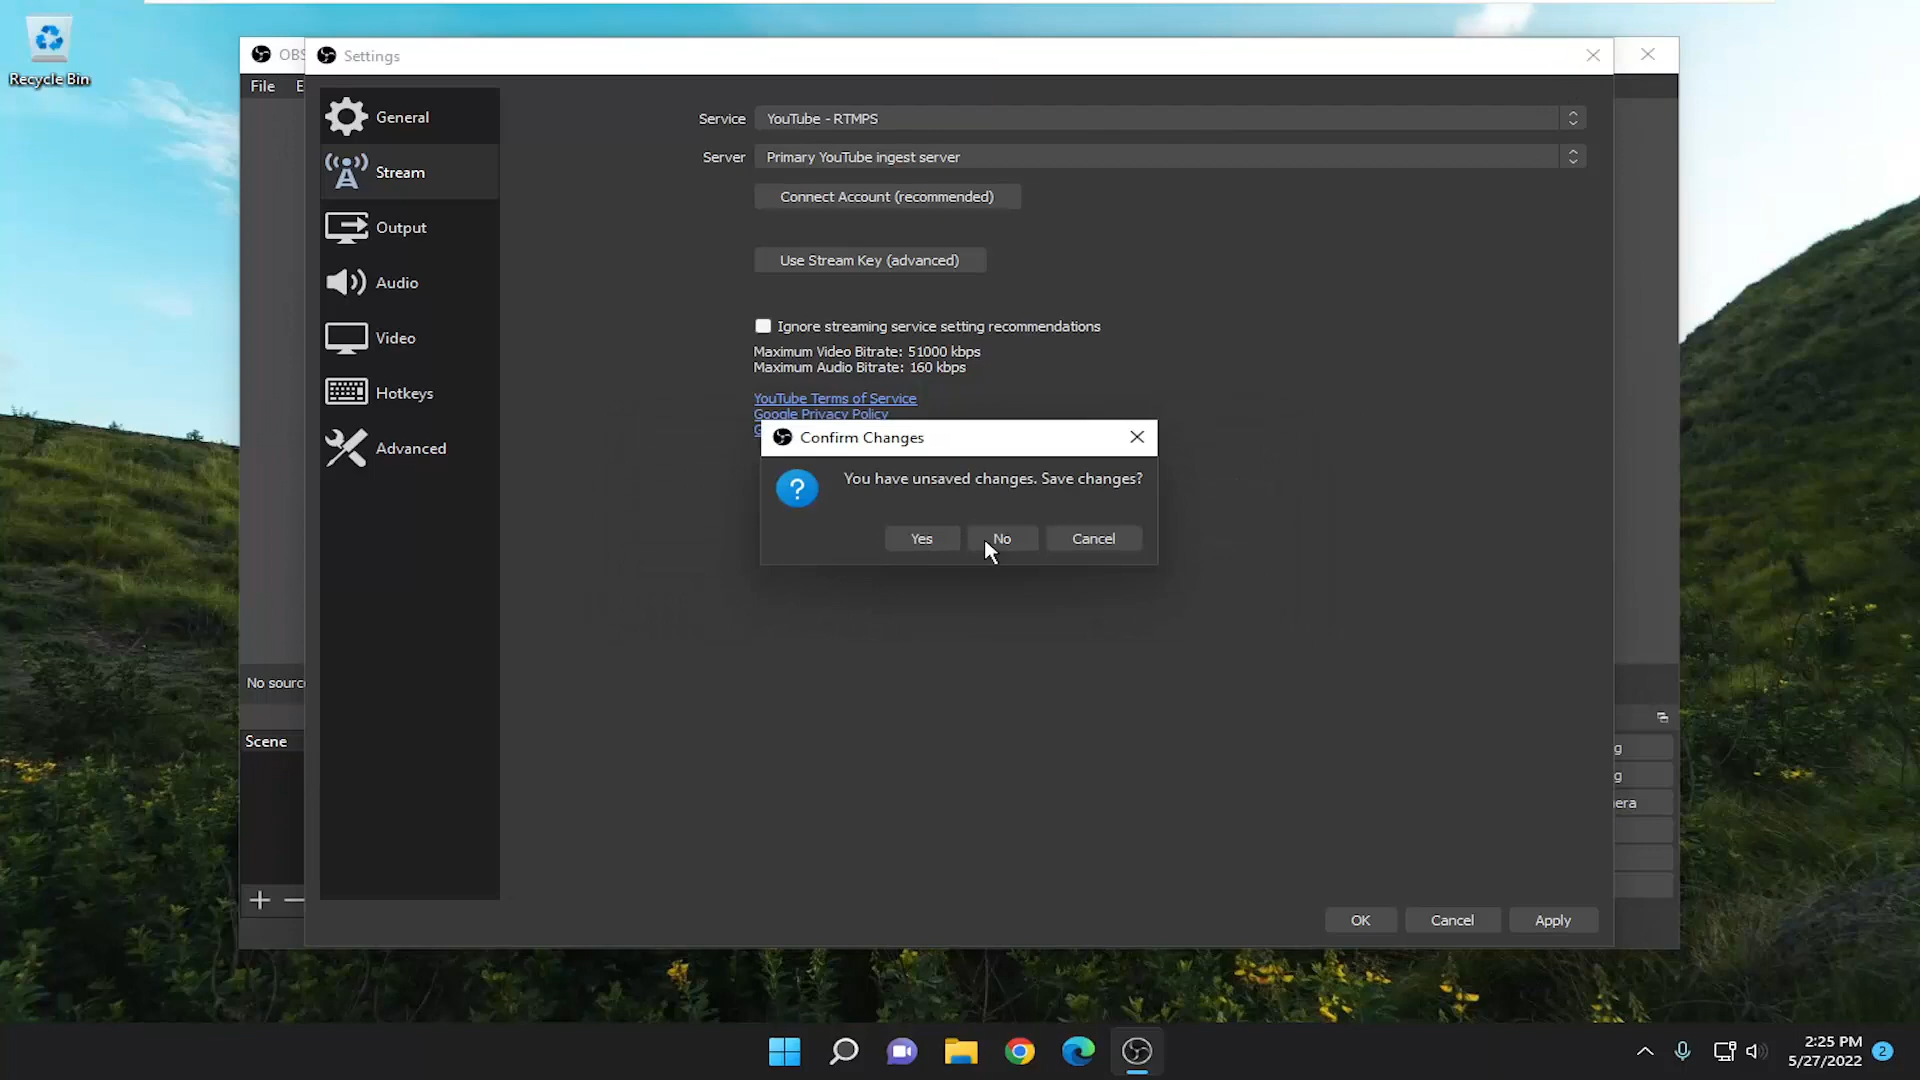 Recycle Bin
OBS
Settings
File
E
General
Stream
Output
Audio
Video
Hotkeys
Advanced
Service
YouTube - RTMPS
Server
Primary YouTube ingest server
Connect Account (recommended)
Use Stream Key (advanced)
Ignore streaming service setting recommendations
Maximum Video Bitrate: 51000 kbps
Maximum Audio Bitrate: 160 kbps
YouTube Terms of Service
Google Privacy Policy
G
Confirm Changes
You have unsaved changes. Save changes?
Yes
No
Cancel
No sourc
Scene
g
g
era
OK
Cancel
Apply
2:25 PM
5/27/2022
2